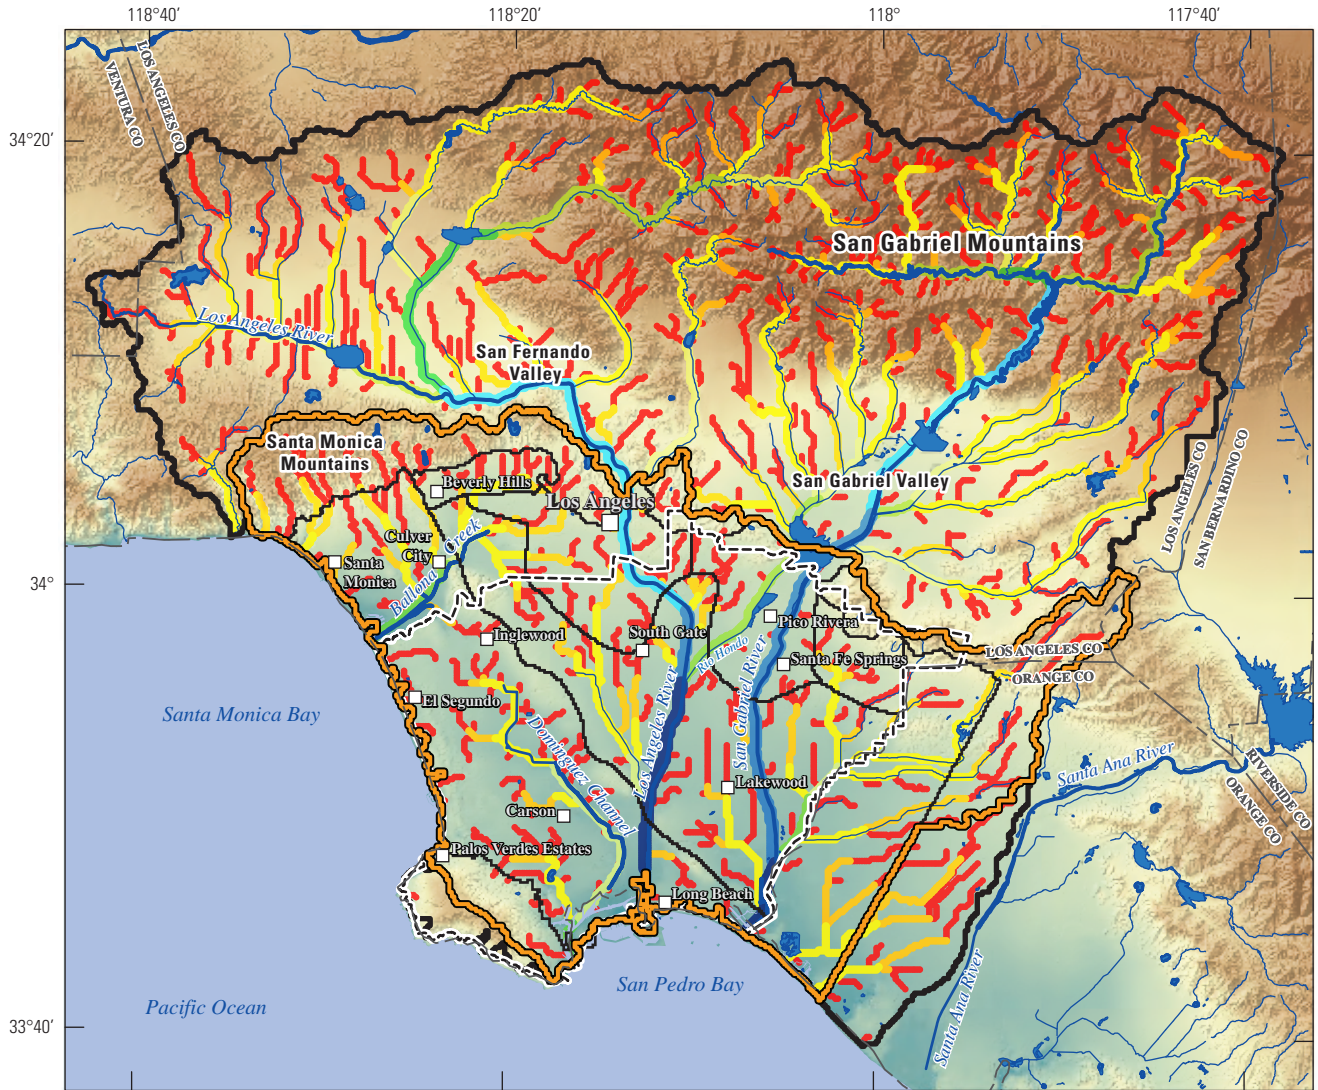 118°40′
118°20′
118°
117°40′
34°20′
34°
33°40′
LOS ANGELES CO
VENTURA CO
San Gabriel Mountains
Los Angeles River
San Fernando
Valley
Santa Monica
Mountains
San Gabriel Valley
LOS ANGELES CO
SAN BERNARDINO CO
Beverly Hills
Los Angeles
Culver
City
Ballona Creek
Santa
Monica
Inglewood
South Gate
Rio Hondo
Pico Rivera
Santa Fe Springs
San Gabriel River
Los Angeles River
LOS ANGELES CO
ORANGE CO
El Segundo
Santa Monica Bay
Dominguez Channel
Lakewood
Santa Ana River
RIVERSIDE CO
ORANGE CO
Carson
Palos Verdes Estates
Long Beach
San Pedro Bay
Pacific Ocean
Santa Ana River